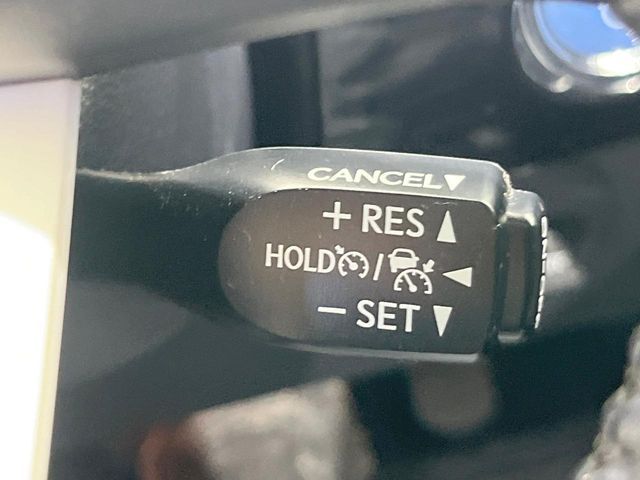 CANCEL▼
+ RES ▲
HOLD / ◀
− SET ▼